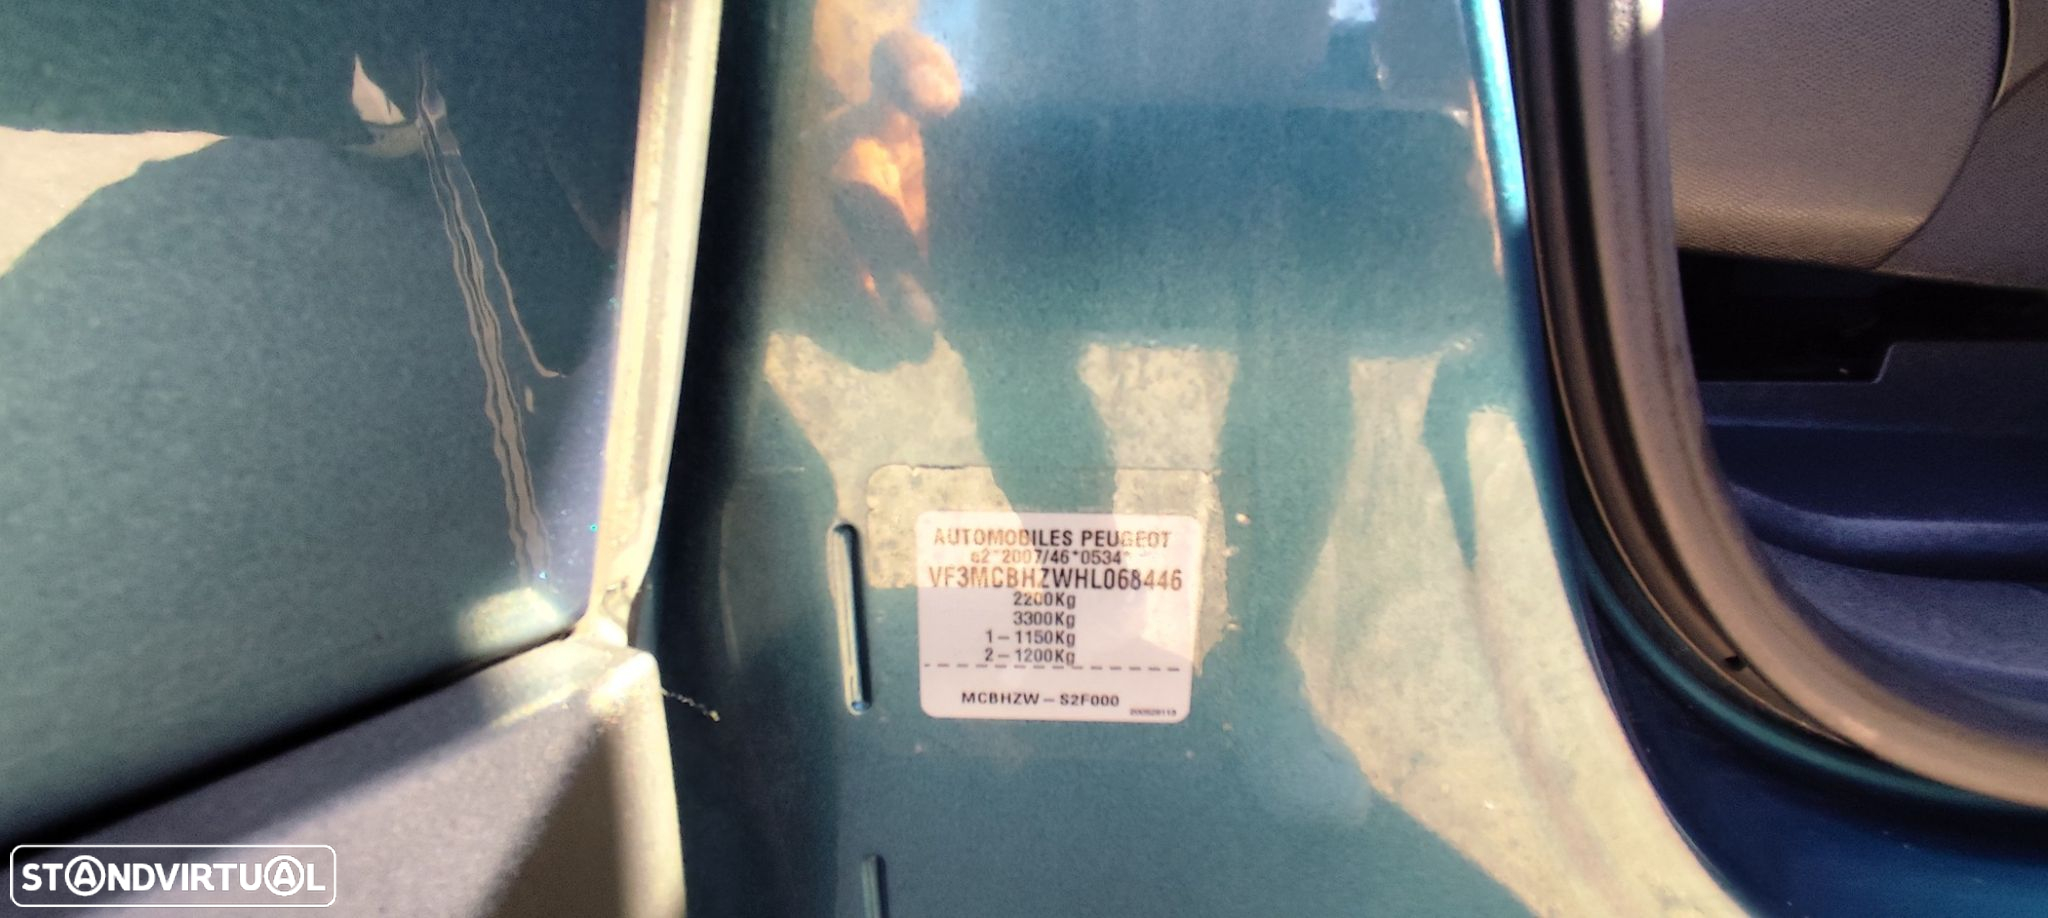 AUTOMOBILES PEUGEOT
e2*2007/46*0534*
VF3MCBHZWHL068446
2200Kg
3300Kg
1-1150Kg
2-1200Kg
MCBHZW-S2F000
STANDVIRTUAL